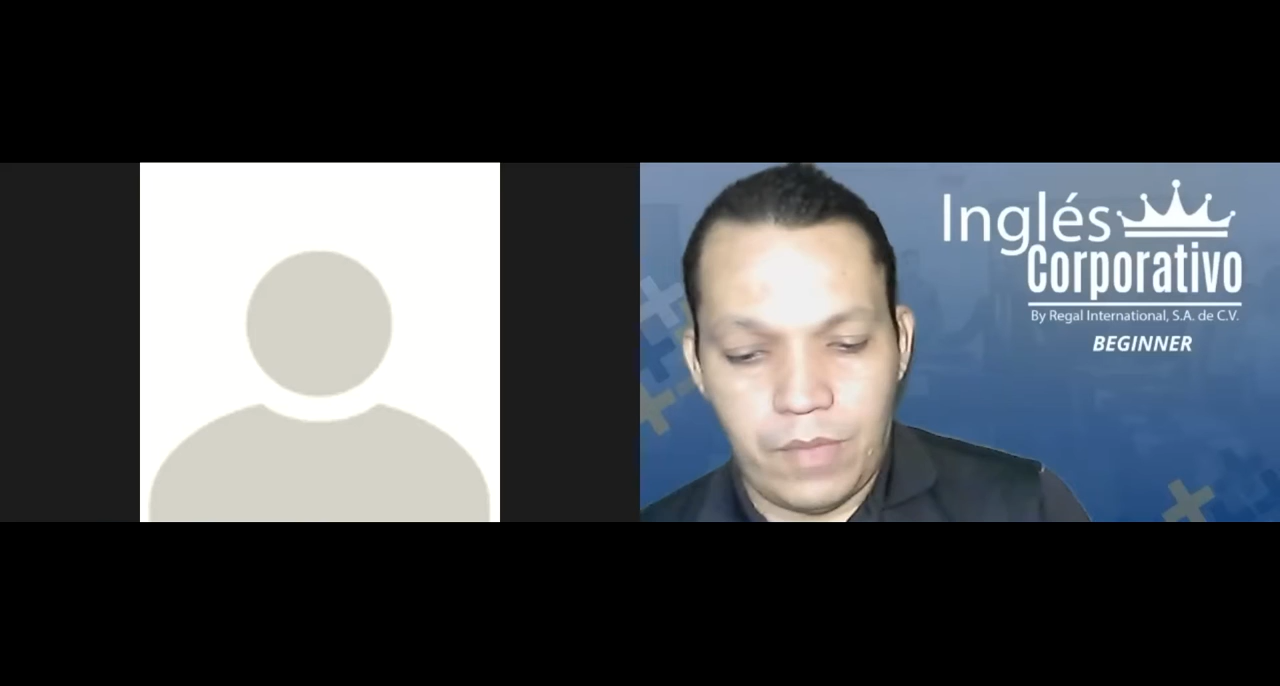 Inglés
Corporativo
By Regal International, S.A. de C.V.
BEGINNER